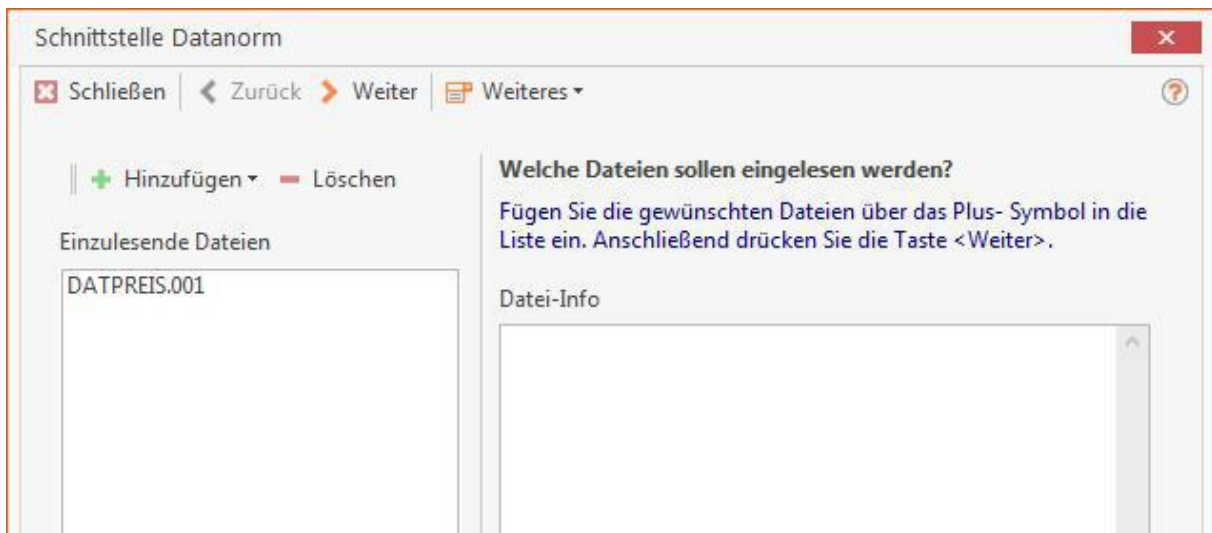 Schnittstelle Datanorm
Schließen Zurück Weiter Weiteres
Hinzufügen Löschen
Einzulesende Dateien
DATPREIS.001
Welche Dateien sollen eingelesen werden?
Fügen Sie die gewünschten Dateien über das Plus- Symbol in die
Liste ein. Anschließend drücken Sie die Taste <Weiter>.
Datei-Info